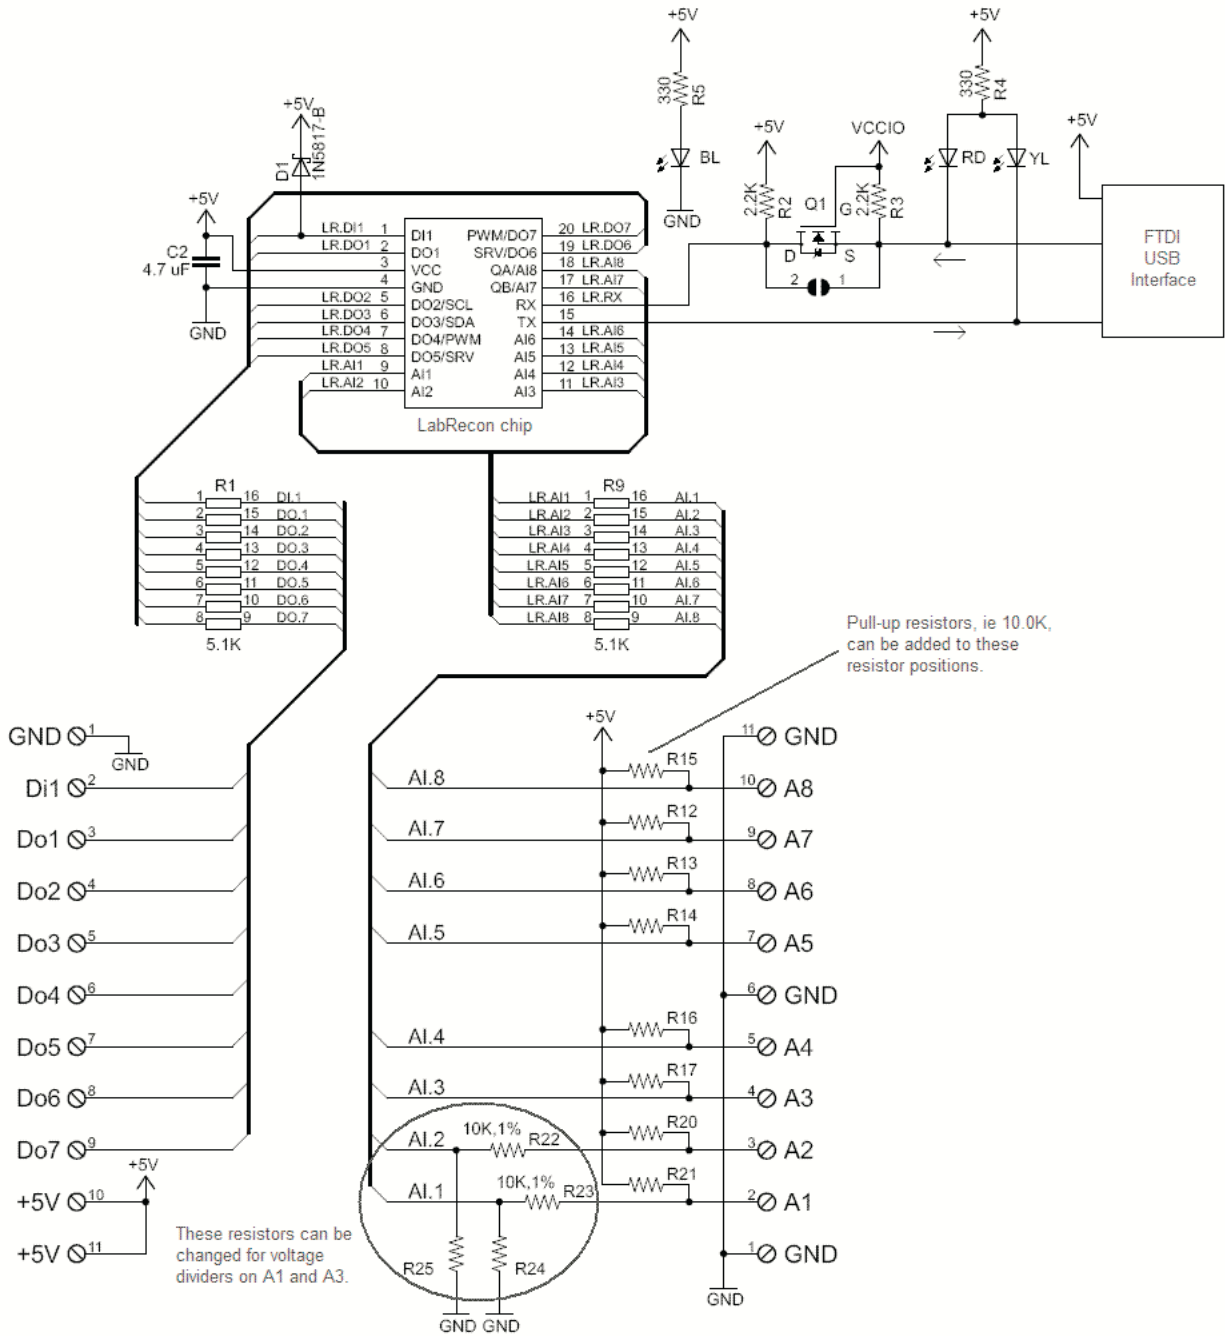 +5V
330
R5
BL
GND
+5V
330
R4
RD
YL
+5V
FTDI
USB
Interface
+5V
2.2K
R2
Q1
G
D
S
VCCIO
2.2K
R3
2
1
+5V
D1
1N5817-B
+5V
C2
4.7 uF
GND
LR.DI1 1 DI1
LR.DO1 2 DO1
3 VCC
4 GND
LR.DO2 5 DO2/SCL
LR.DO3 6 DO3/SDA
LR.DO4 7 DO4/PWM
LR.DO5 8 DO5/SRV
LR.AI1 9 AI1
LR.AI2 10 AI2
PWM/DO7 20 LR.DO7
SRV/DO6 19 LR.DO6
QA/AI8 18 LR.AI8
QB/AI7 17 LR.AI7
RX 16 LR.RX
TX 15
AI6 14 LR.AI6
AI5 13 LR.AI5
AI4 12 LR.AI4
AI3 11 LR.AI3
LabRecon chip
R1
1 16 DI.1
2 15 DO.1
3 14 DO.2
4 13 DO.3
5 12 DO.4
6 11 DO.5
7 10 DO.6
8 9 DO.7
5.1K
R9
LR.AI1 1 16 AI.1
LR.AI2 2 15 AI.2
LR.AI3 3 14 AI.3
LR.AI4 4 13 AI.4
LR.AI5 5 12 AI.5
LR.AI6 6 11 AI.6
LR.AI7 7 10 AI.7
LR.AI8 8 9 AI.8
5.1K
Pull-up resistors, ie 10.0K,
can be added to these
resistor positions.
GND 1
GND
Di1 2
Do1 3
Do2 4
Do3 5
Do4 6
Do5 7
Do6 8
Do7 9
+5V
+5V 10
+5V 11
+5V
11 GND
AI.8 R15 10 A8
AI.7 R12 9 A7
AI.6 R13 8 A6
AI.5 R14 7 A5
6 GND
AI.4 R16 5 A4
AI.3 R17 4 A3
AI.2 10K,1% R22 R20 3 A2
AI.1 10K,1% R23 R21 2 A1
1 GND
R25
R24
GND
GND
GND
These resistors can be
changed for voltage
dividers on A1 and A3.